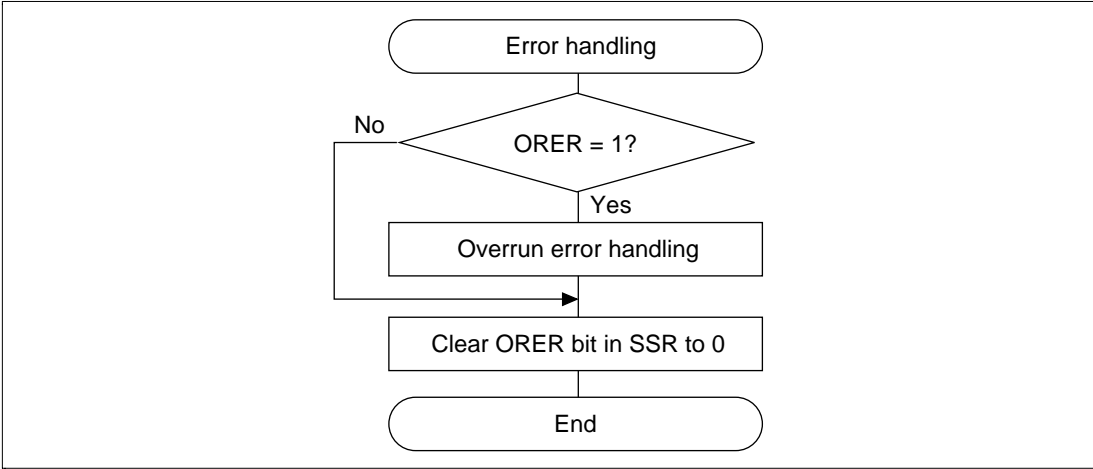 Error handling
No
ORER = 1?
Yes
Overrun error handling
Clear ORER bit in SSR to 0
End